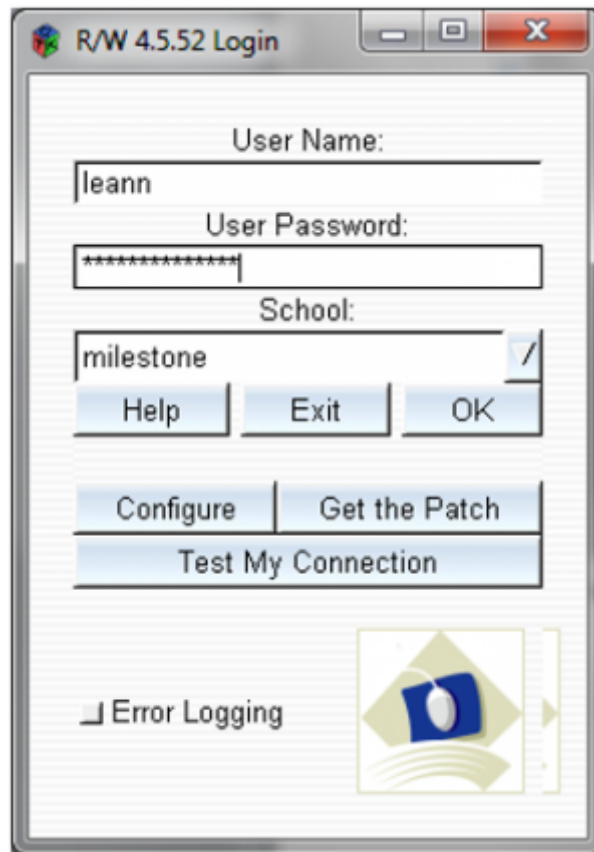 R/W 4.5.52 Login
User Name:
leann
User Password:
**************
School:
milestone
Help Exit OK
Configure Get the Patch
Test My Connection
Error Logging